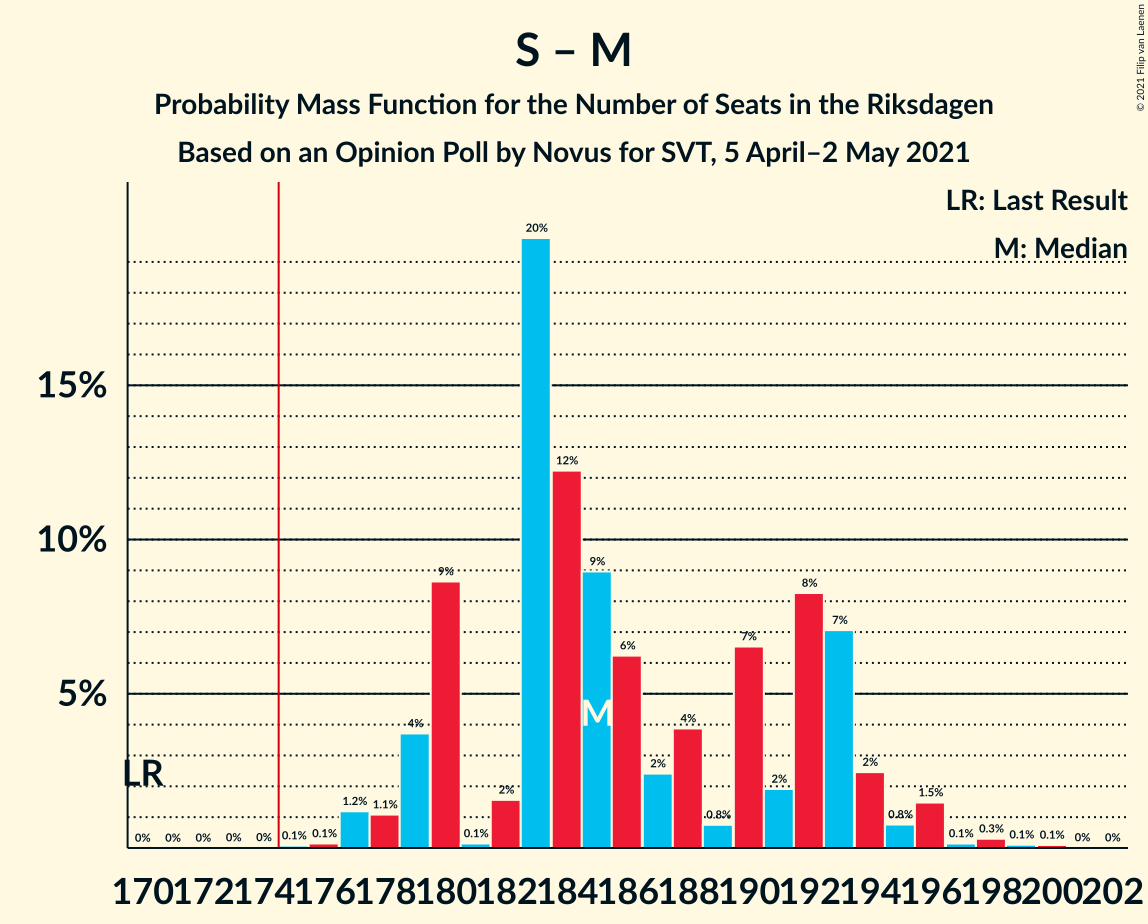 S – M
Probability Mass Function for the Number of Seats in the Riksdagen
Based on an Opinion Poll by Novus for SVT, 5 April–2 May 2021
© 2021 Filip van Laenen
LR: Last Result
M: Median
20%
15%
12%
10%
9%
9%
8%
7%
7%
6%
5%
4%
4%
M
2%
2%
2%
2%
LR
1.2%
1.1%
1.5%
0.8%
0.8%
0% 0% 0% 0% 0% 0.1% 0.1% 0.1% 0.1% 0.3% 0.1% 0.1% 0% 0%
170 172 174 176 178 180 182 184 186 188 190 192 194 196 198 200 202